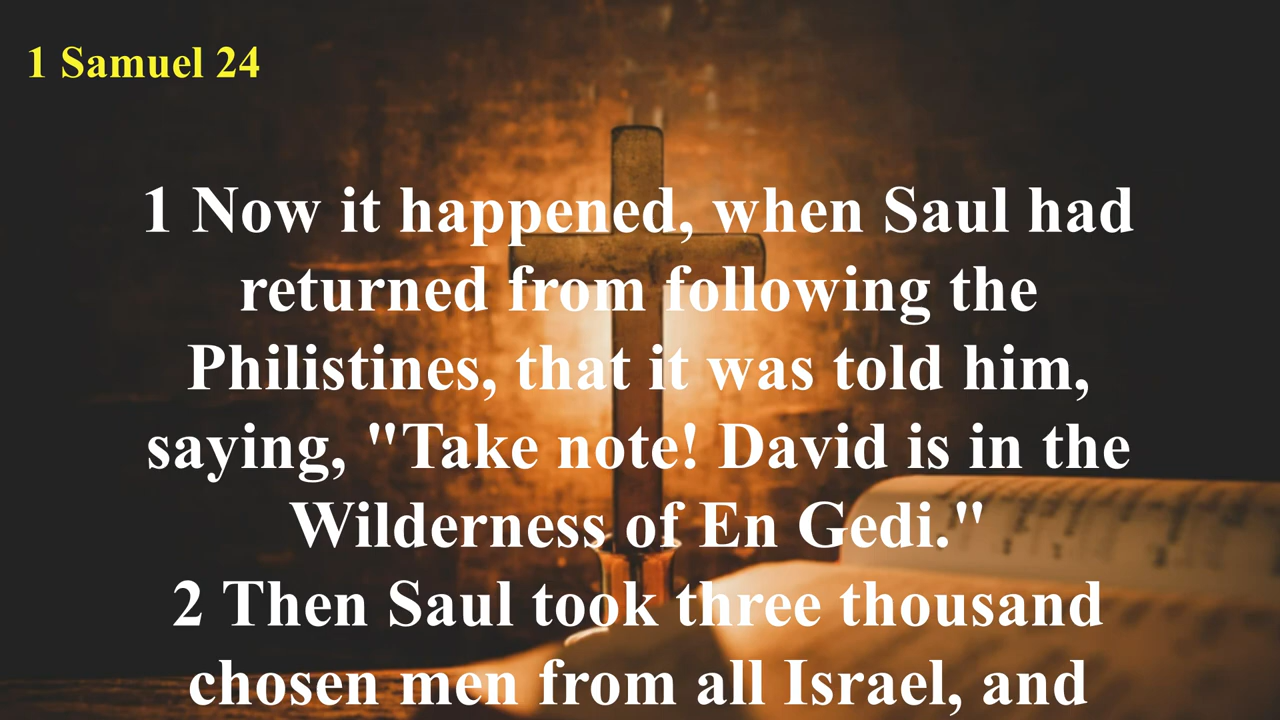 1 Samuel 24
1 Now it happened, when Saul had
returned from following the
Philistines, that it was told him,
saying, "Take note! David is in the
Wilderness of En Gedi."
2 Then Saul took three thousand
chosen men from all Israel, and